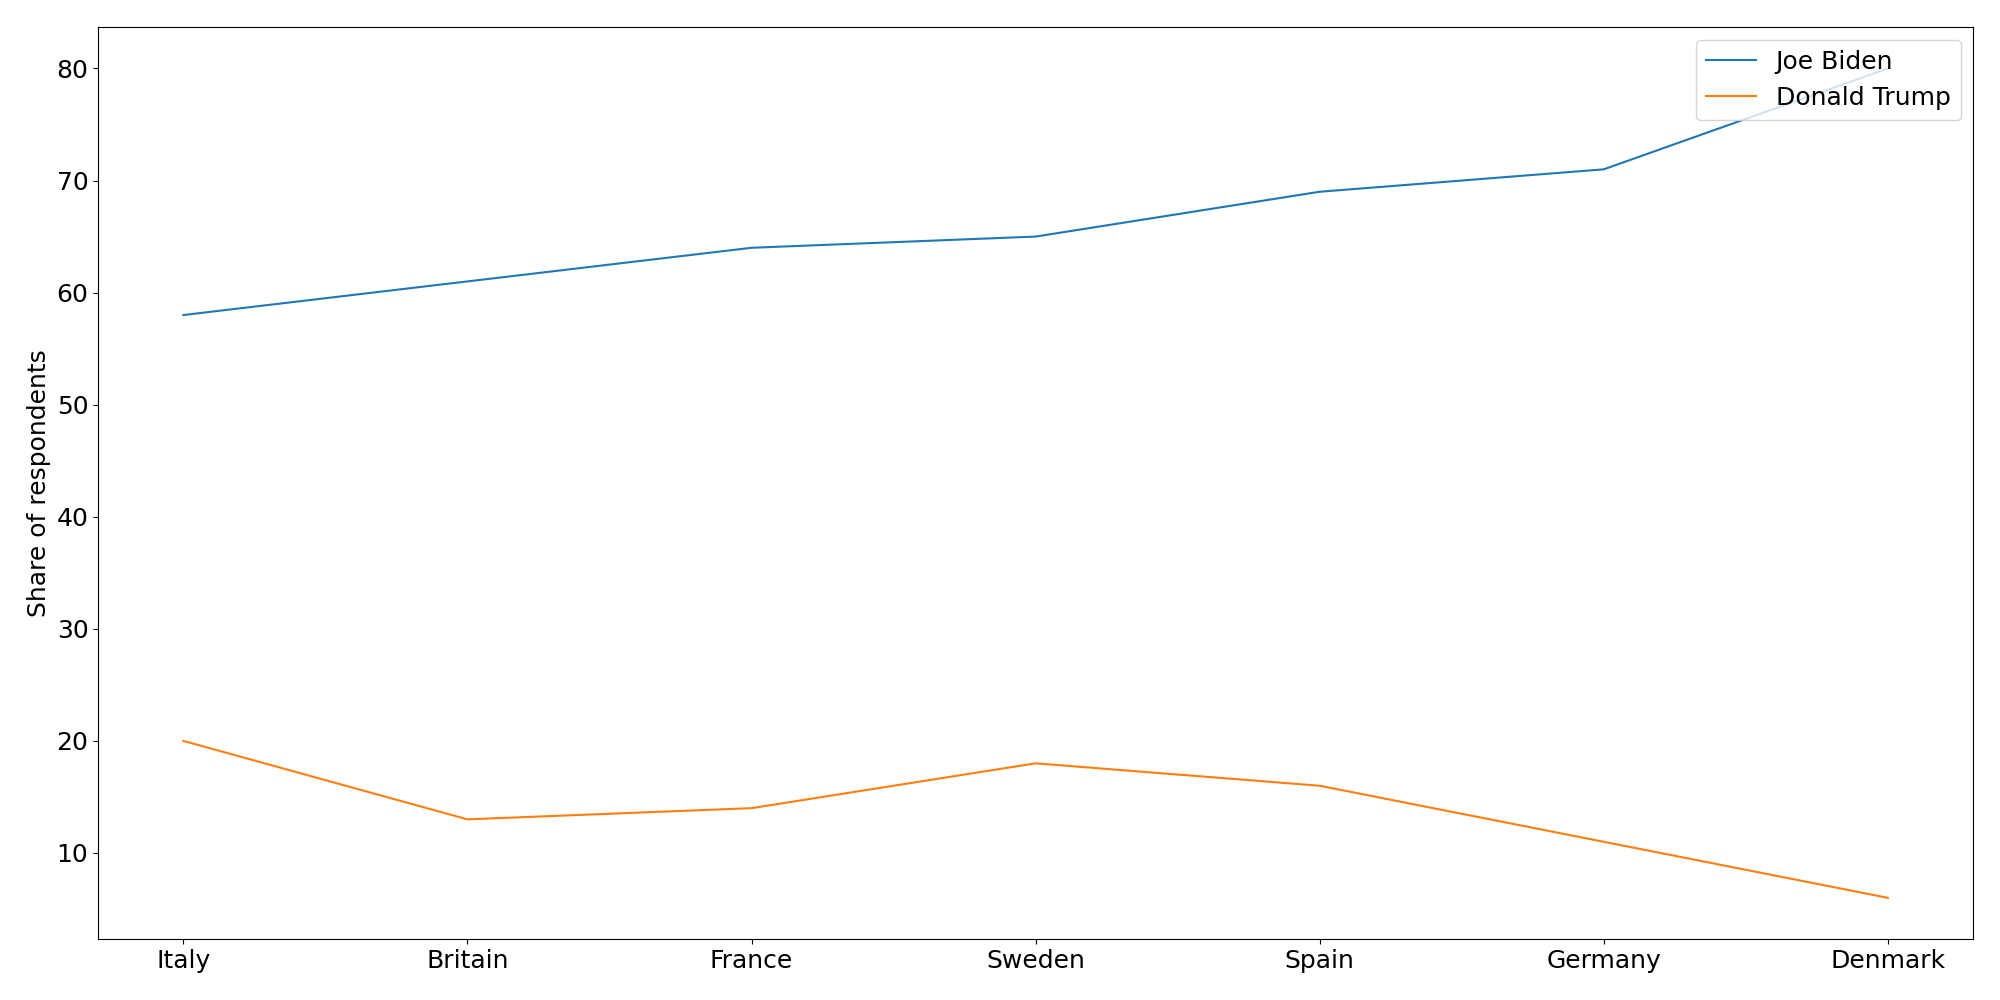 Joe Biden
Donald Trump
80
70
60
50
40
30
20
10
Share of respondents
Italy Britain France Sweden Spain Germany Denmark